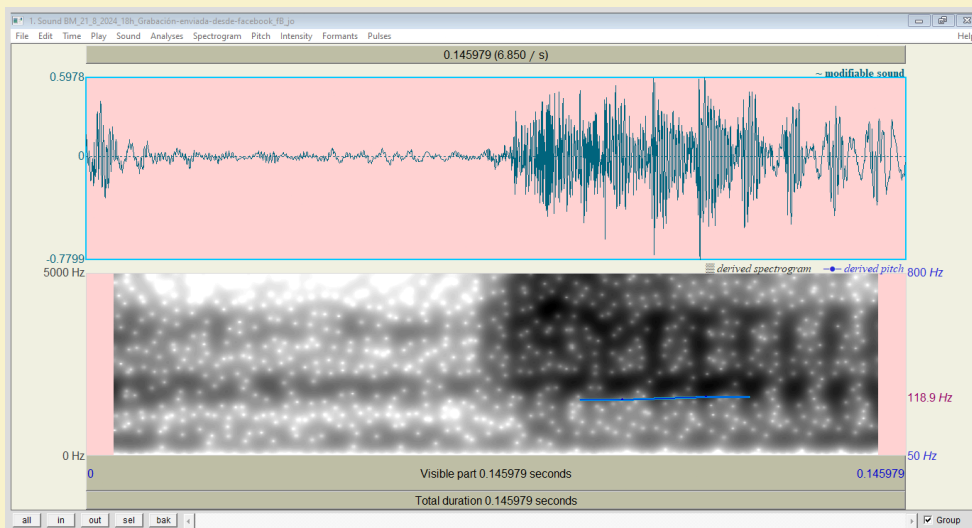 1. Sound BM_21_8_2024_18h_Grabación-enviada-desde-facebook_fB_jo
File Edit Time Play Sound Analyses Spectrogram Pitch Intensity Formants Pulses Help
0.145979 (6.850 / s)
~ modifiable sound
0.5978
0
-0.7799
derived spectrogram derived pitch
5000 Hz 800 Hz
118.9 Hz
0 Hz 50 Hz
0 Visible part 0.145979 seconds 0.145979
Total duration 0.145979 seconds
all in out sel bak Group